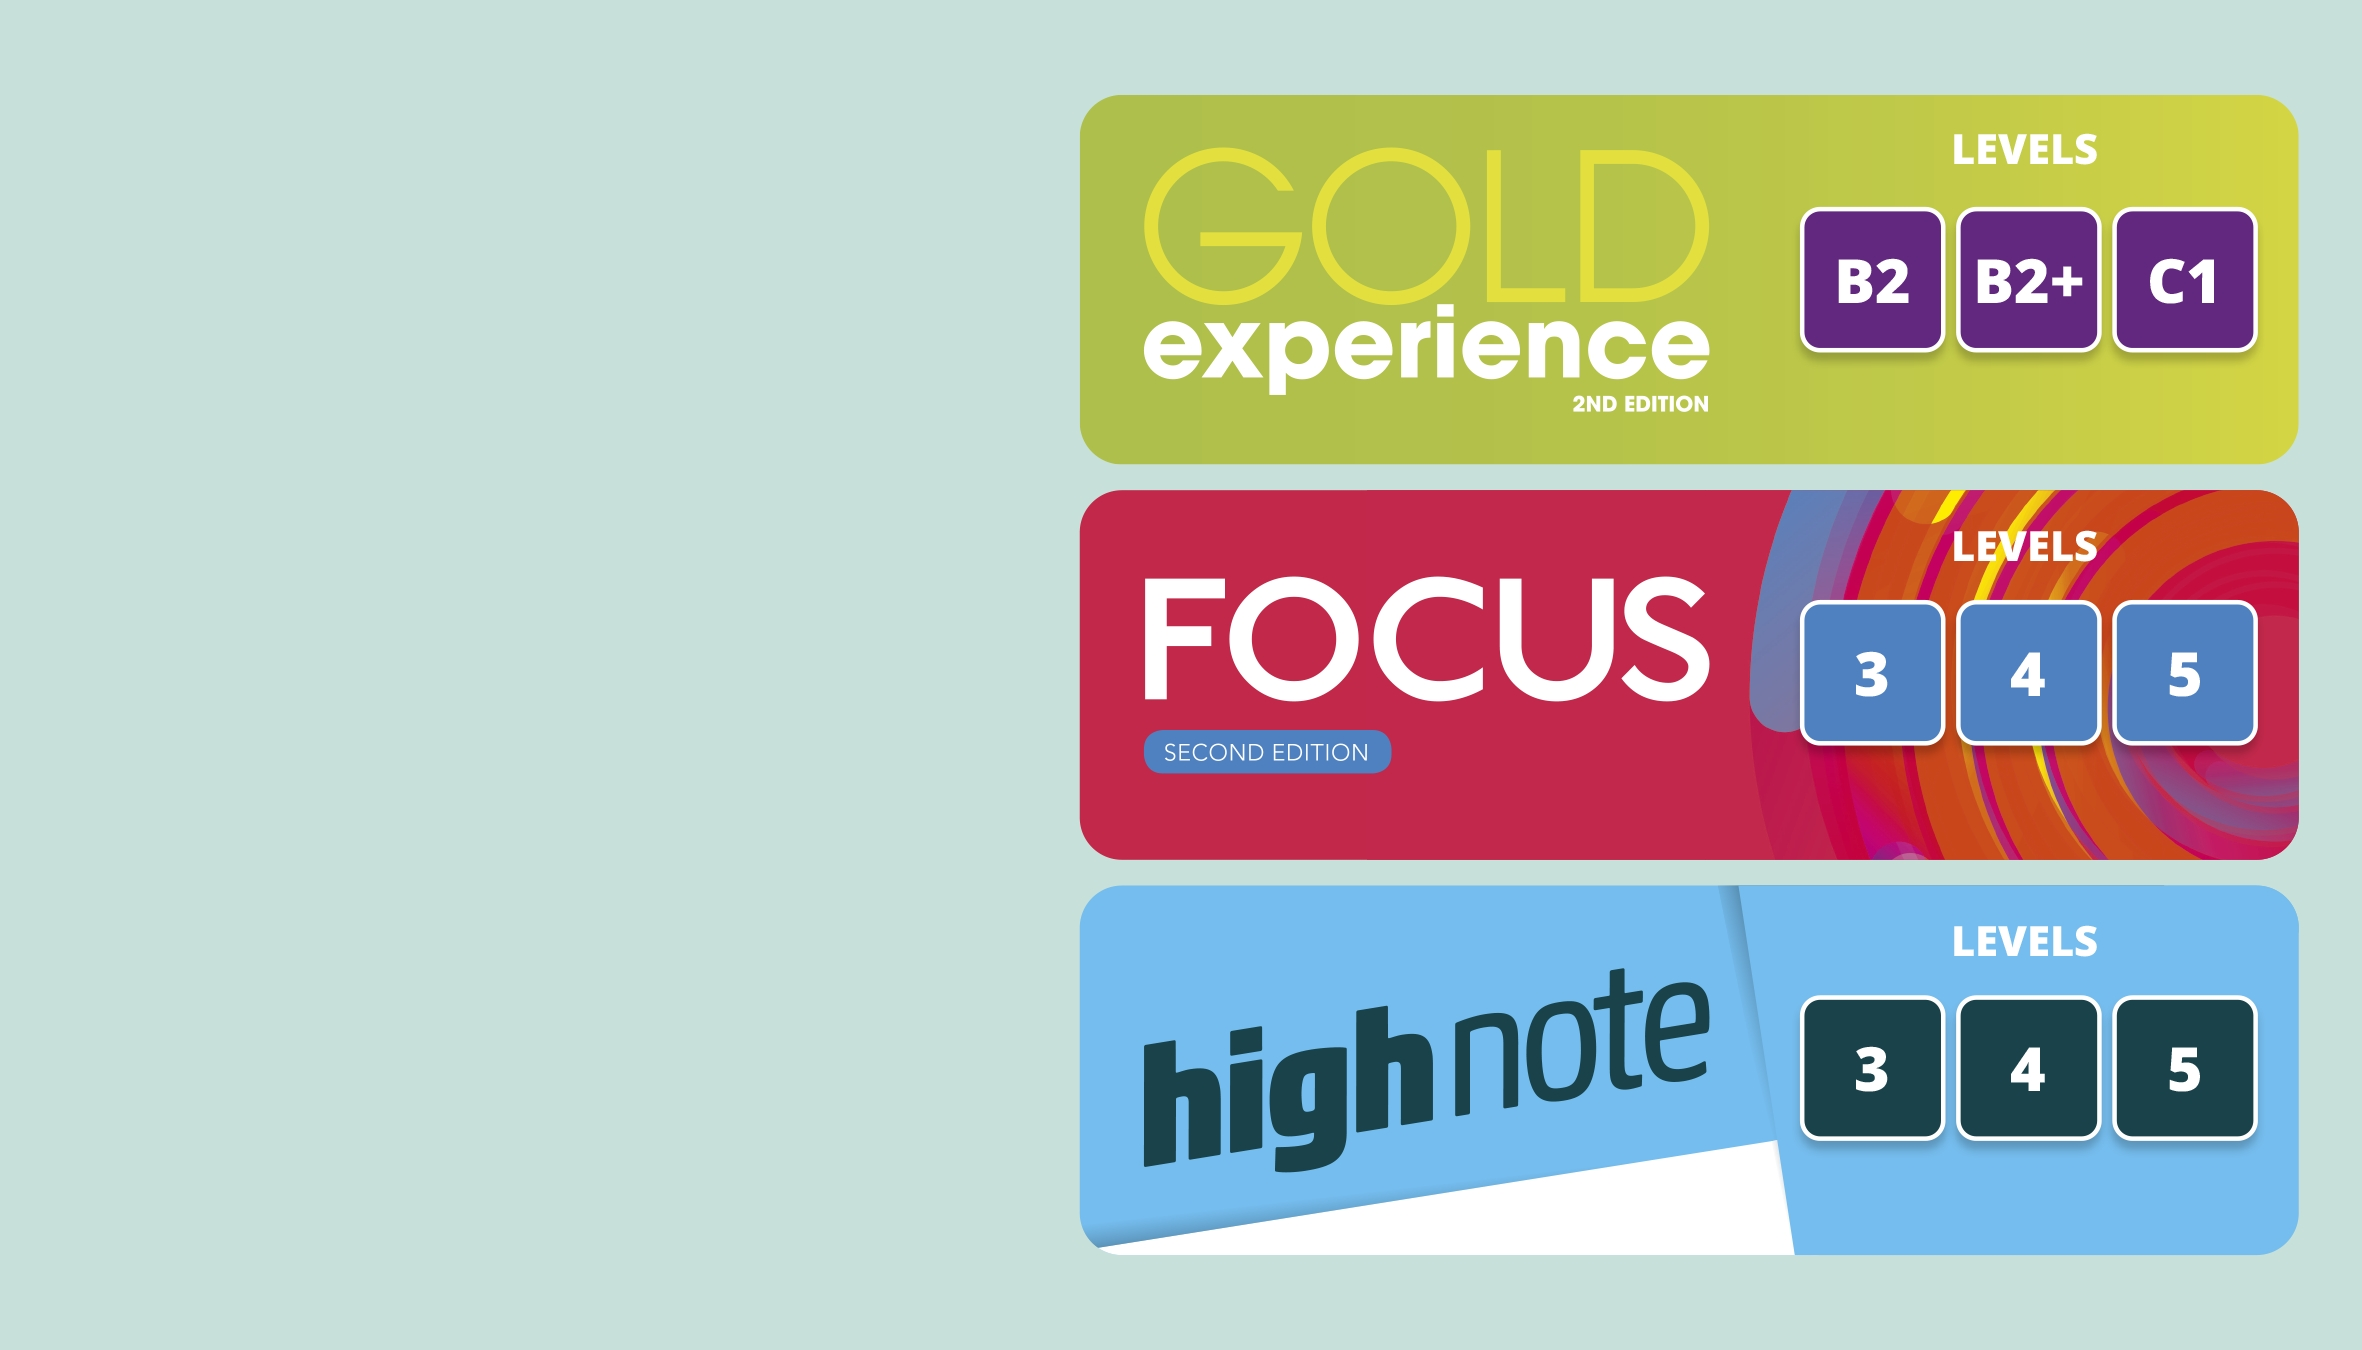 GOLD
experience
2ND EDITION
LEVELS
B2 B2+ C1
FOCUS
SECOND EDITION
LEVELS
3 4 5
high note
LEVELS
3 4 5